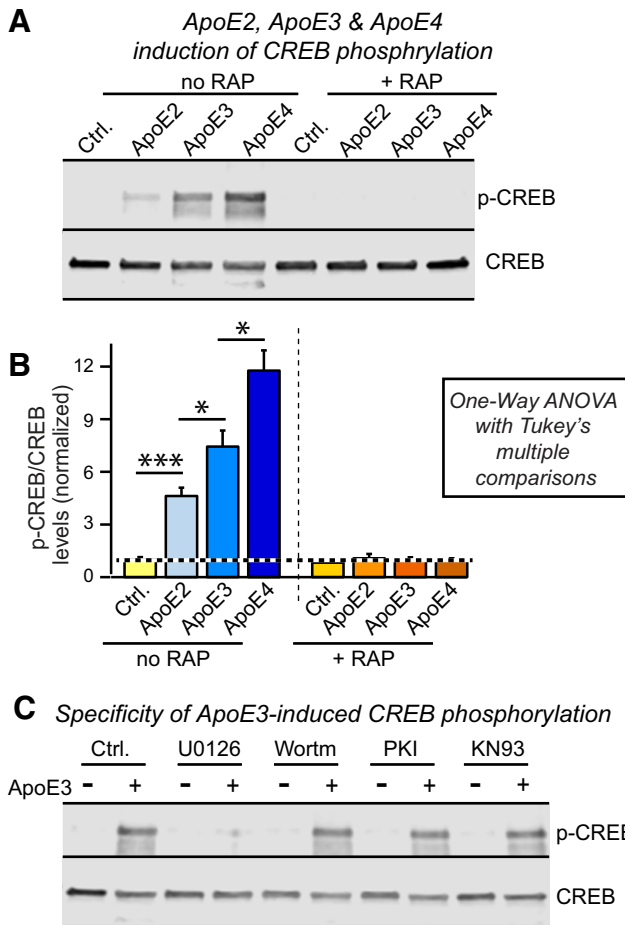 A
ApoE2, ApoE3 & ApoE4
induction of CREB phosphrylation
no RAP
+ RAP
Ctrl.
ApoE2
ApoE3
ApoE4
Ctrl.
ApoE2
ApoE3
ApoE4
p-CREB
CREB
B
p-CREB/CREB
levels (normalized)
12
9
6
3
0
***
*
*
One-Way ANOVA
with Tukey's
multiple
comparisons
Ctrl.
ApoE2
ApoE3
ApoE4
Ctrl.
ApoE2
ApoE3
ApoE4
no RAP
+ RAP
C
Specificity of ApoE3-induced CREB phosphorylation
Ctrl. U0126 Wortm PKI KN93
ApoE3 - + - + - + - + - +
p-CREB
CREB